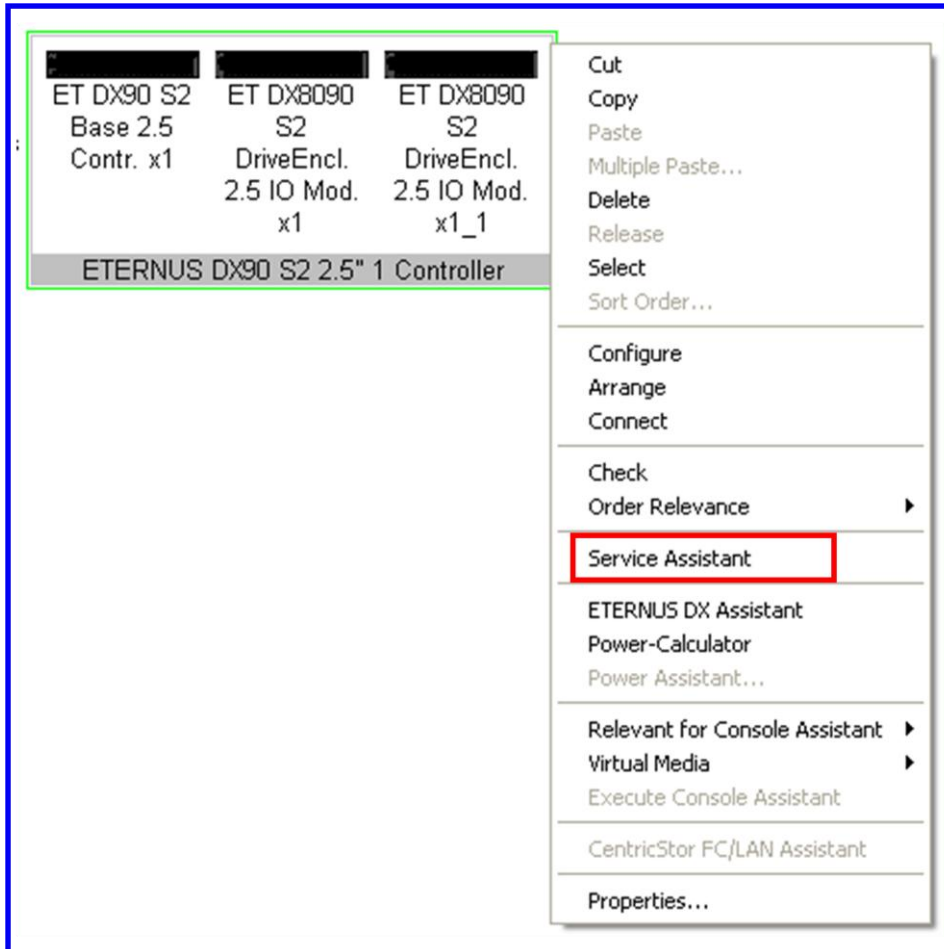 ET DX90 S2
Base 2.5
Contr. x1
ET DX8090
S2
DriveEncl.
2.5 IO Mod.
x1
ET DX8090
S2
DriveEncl.
2.5 IO Mod.
x1_1
ETERNUS DX90 S2 2.5" 1 Controller
Cut
Copy
Paste
Multiple Paste...
Delete
Release
Select
Sort Order...
Configure
Arrange
Connect
Check
Order Relevance
Service Assistant
ETERNUS DX Assistant
Power-Calculator
Power Assistant...
Relevant for Console Assistant
Virtual Media
Execute Console Assistant
CentricStor FC/LAN Assistant
Properties...